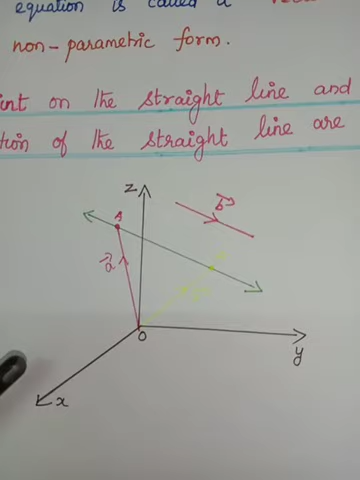 equation is called a
non-parametric form.
int on the straight line and
tion of the straight line are
Z
b
A
a
O
y
x